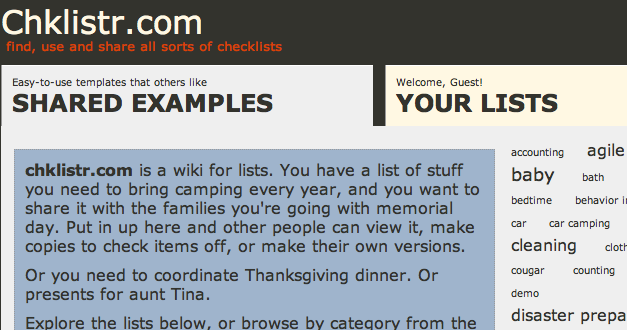 Chklistr.com
find, use and share all sorts of checklists
Easy-to-use templates that others like
SHARED EXAMPLES
Welcome, Guest!
YOUR LISTS
chklistr.com is a wiki for lists. You have a list of stuff
you need to bring camping every year, and you want to
share it with the families you're going with memorial
day. Put in up here and other people can view it, make
copies to check items off, or make their own versions.
Or you need to coordinate Thanksgiving dinner. Or
presents for aunt Tina.
Explore the lists below, or browse by category from the
accounting agile
baby bath
bedtime behavior i
car car camping
cleaning cloth
cougar counting
demo
disaster prepa